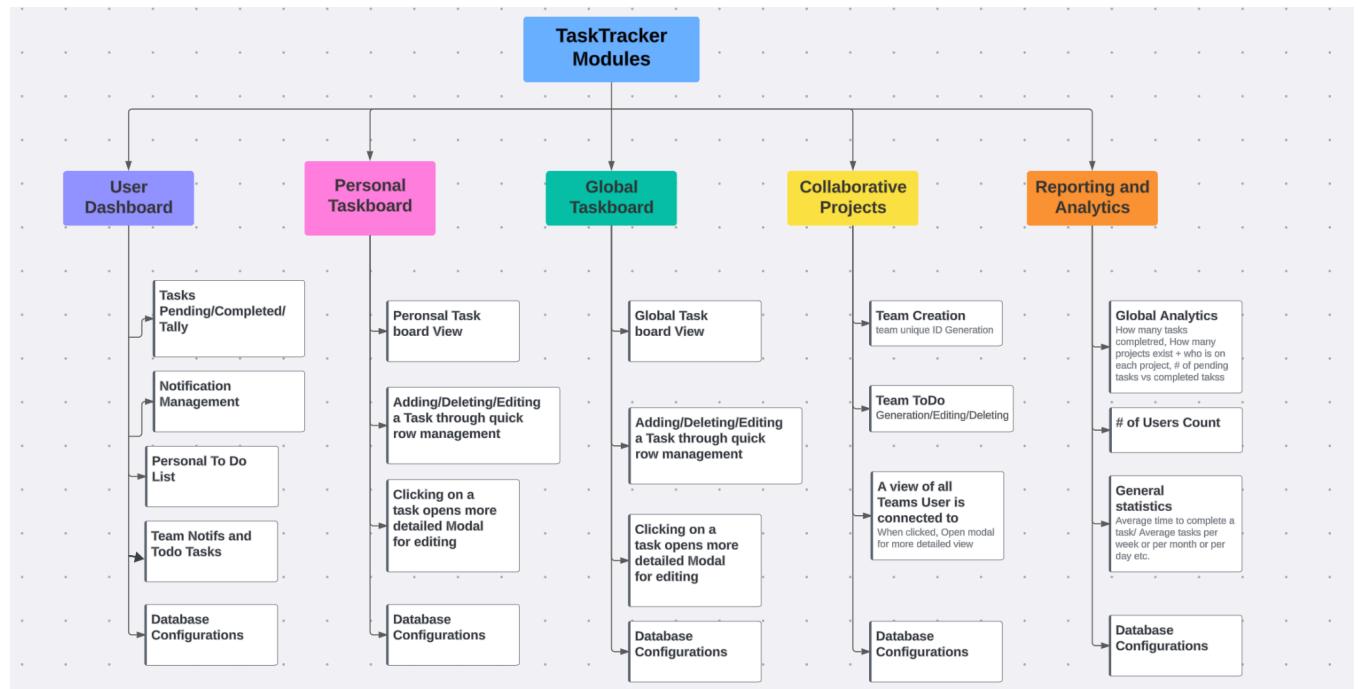 TaskTracker
Modules
User
Dashboard
Personal
Taskboard
Global
Taskboard
Collaborative
Projects
Reporting and
Analytics
Tasks
Pending/Completed/
Tally
Notification
Management
Personal To Do
List
Team Notifs and
Todo Tasks
Database
Configurations
Peronsal Task
board View
Adding/Deleting/Editing
a Task through quick
row management
Clicking on a
task opens more
detailed Modal
for editing
Database
Configurations
Global Task
board View
Adding/Deleting/Editing
a Task through quick
row management
Clicking on a
task opens more
detailed Modal
for editing
Database
Configurations
Team Creation
team unique ID Generation
Team ToDo
Generation/Editing/Deleting
A view of all
Teams User is
connected to
When clicked, Open modal
for more detailed view
Database
Configurations
Global Analytics
How many tasks
completred, How many
projects exist + who is on
each project, # of pending
tasks vs completed takss
# of Users Count
General
statistics
Average time to complete a
task/ Average tasks per
week or per month or per
day etc.
Database
Configurations